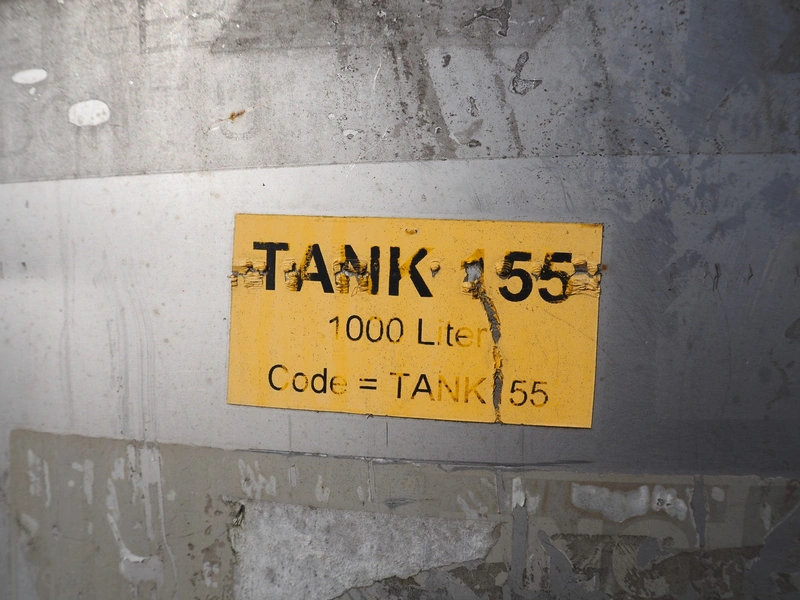 TANK 155
1000 Liter
Code = TANK 55